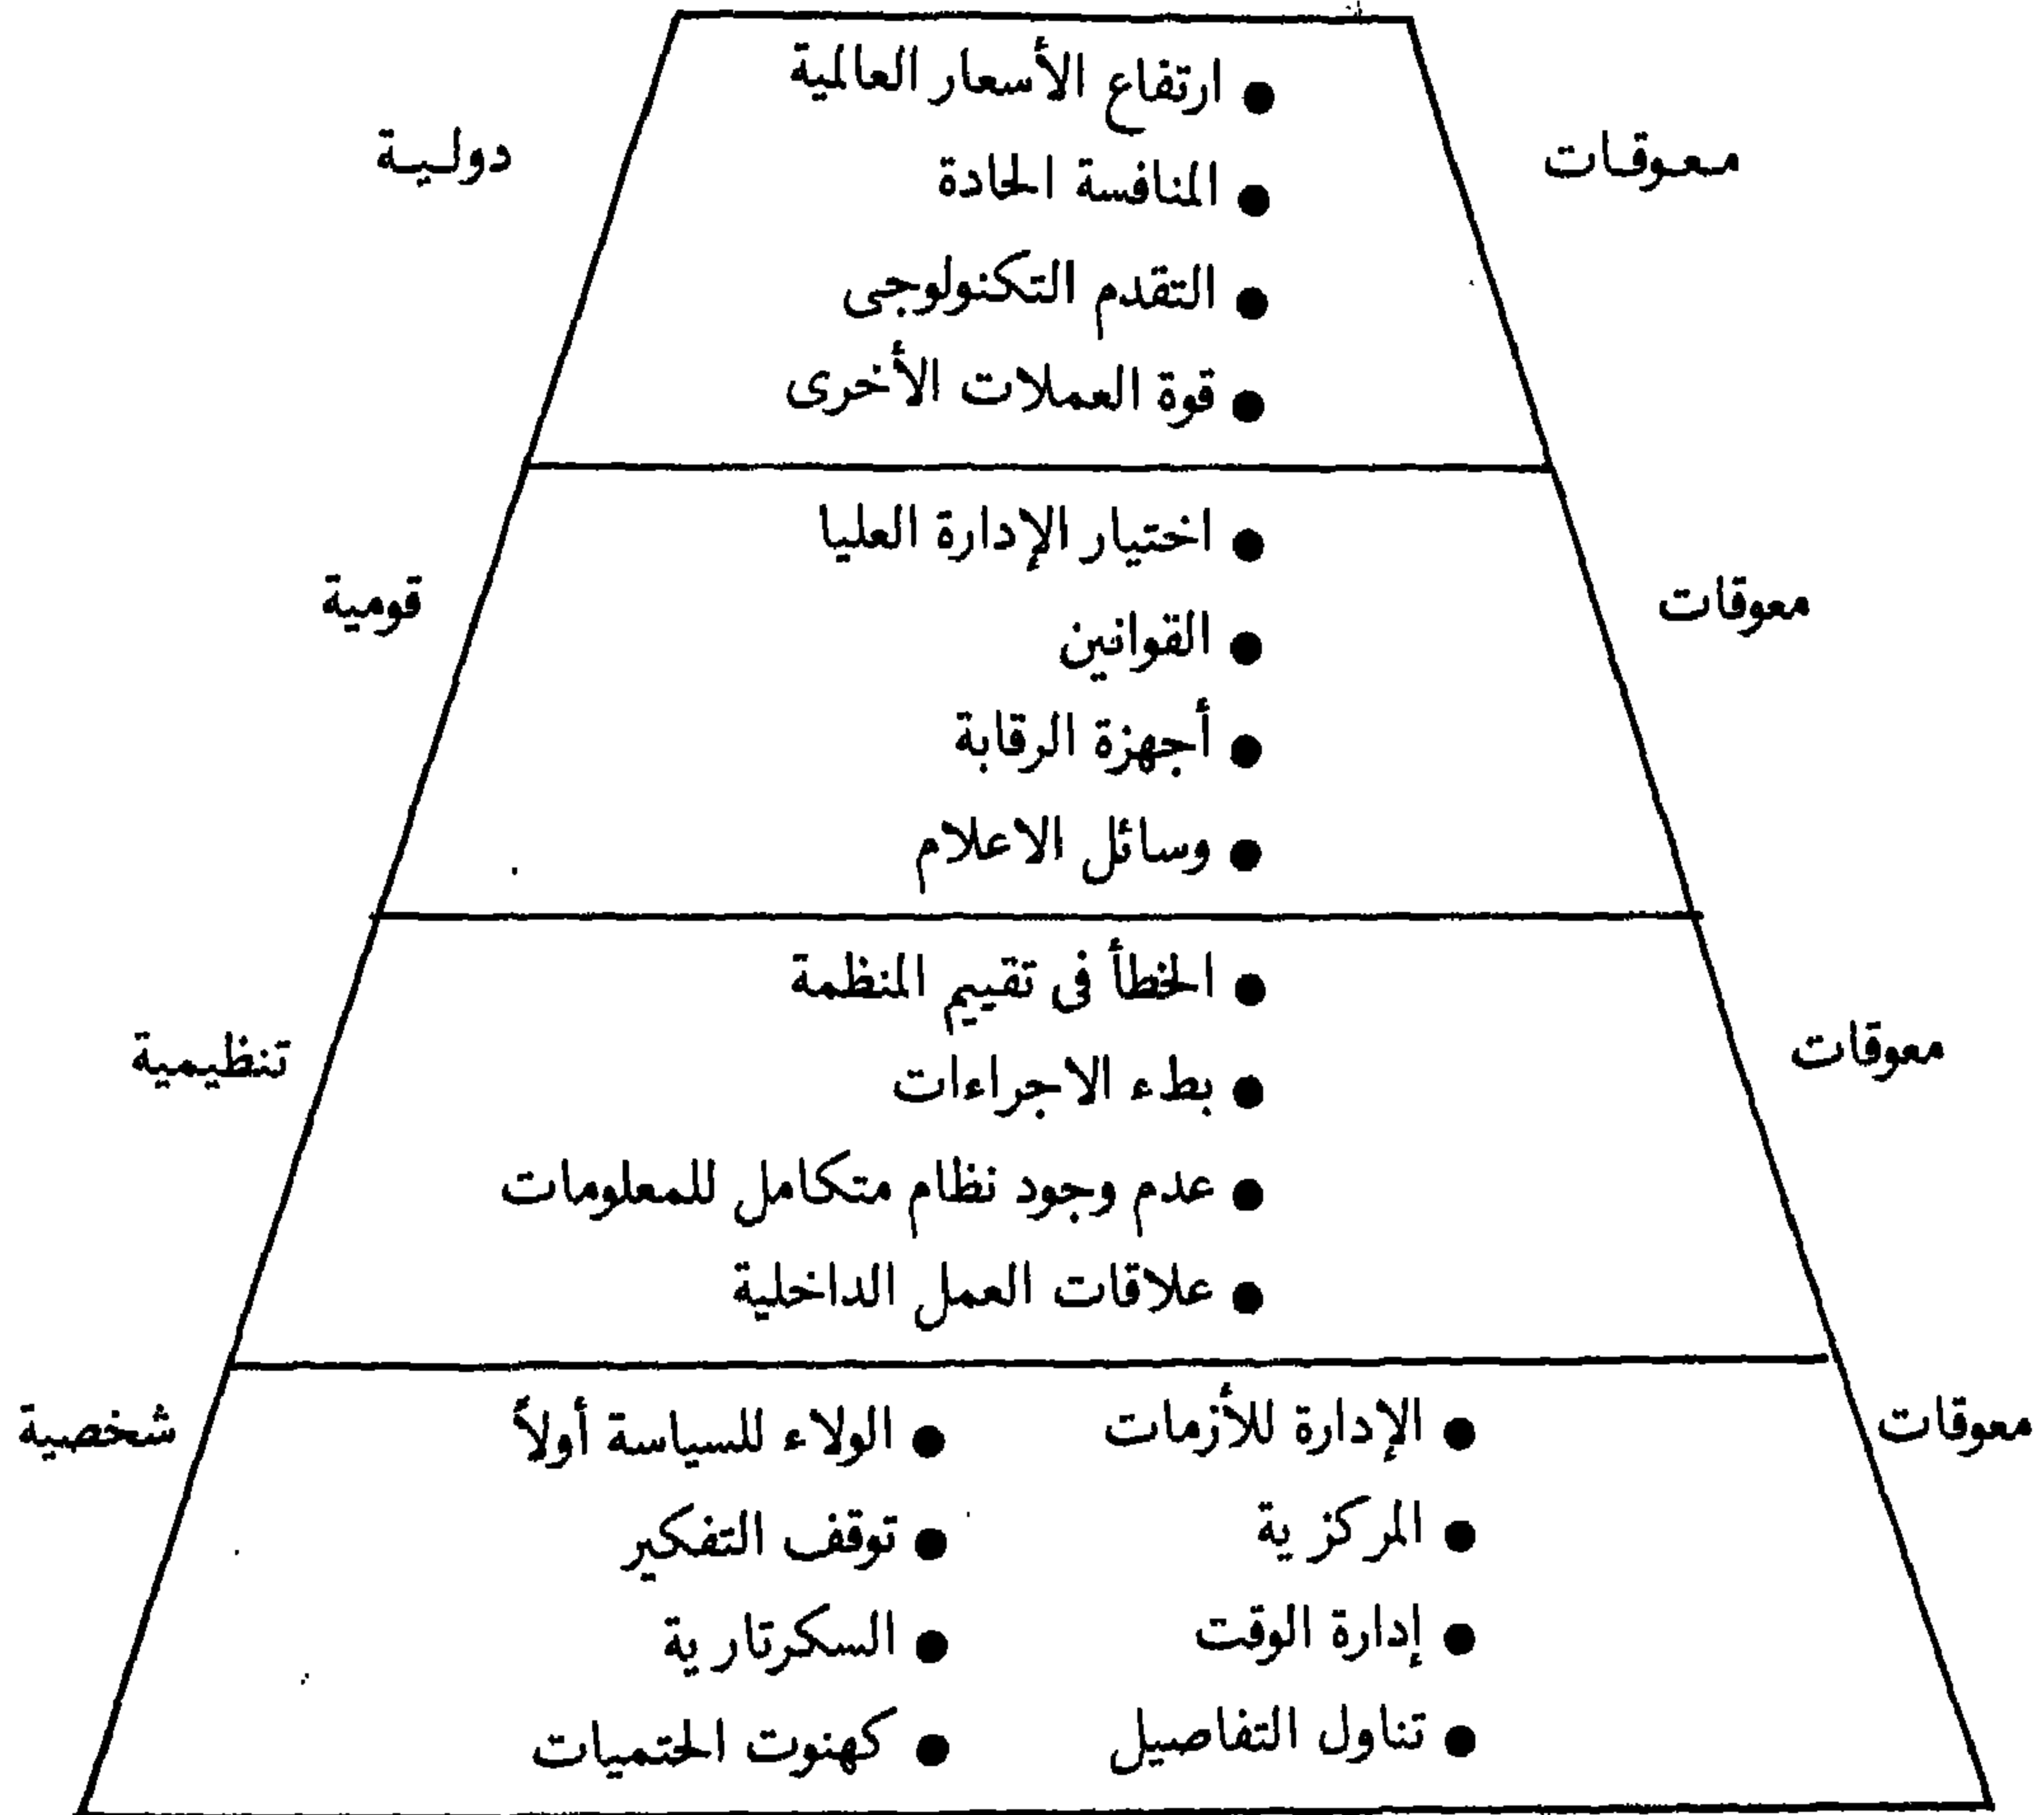 ● ارتفاع الأسعار العالمية
معوقات دولية
● المنافسة الحادة
● التقدم التكنولوجى
● قوة العملات الأخرى
● اختيار الإدارة العليا
معوقات قومية
● القوانين
● أجهزة الرقابة
● وسائل الاعلام
● الخطأ فى تقييم المنظمة
معوقات تنظيمية
● بطء الاجراءات
● عدم وجود نظام متكامل للمعلومات
● علاقات العمل الداخلية
معوقات شخصية
● الإدارة للأزمات ● الولاء للسياسة أولاً
● المركزية ● توقف التفكير
● إدارة الوقت ● السكرتارية
● تناول التفاصيل ● كهنوت الحتميات